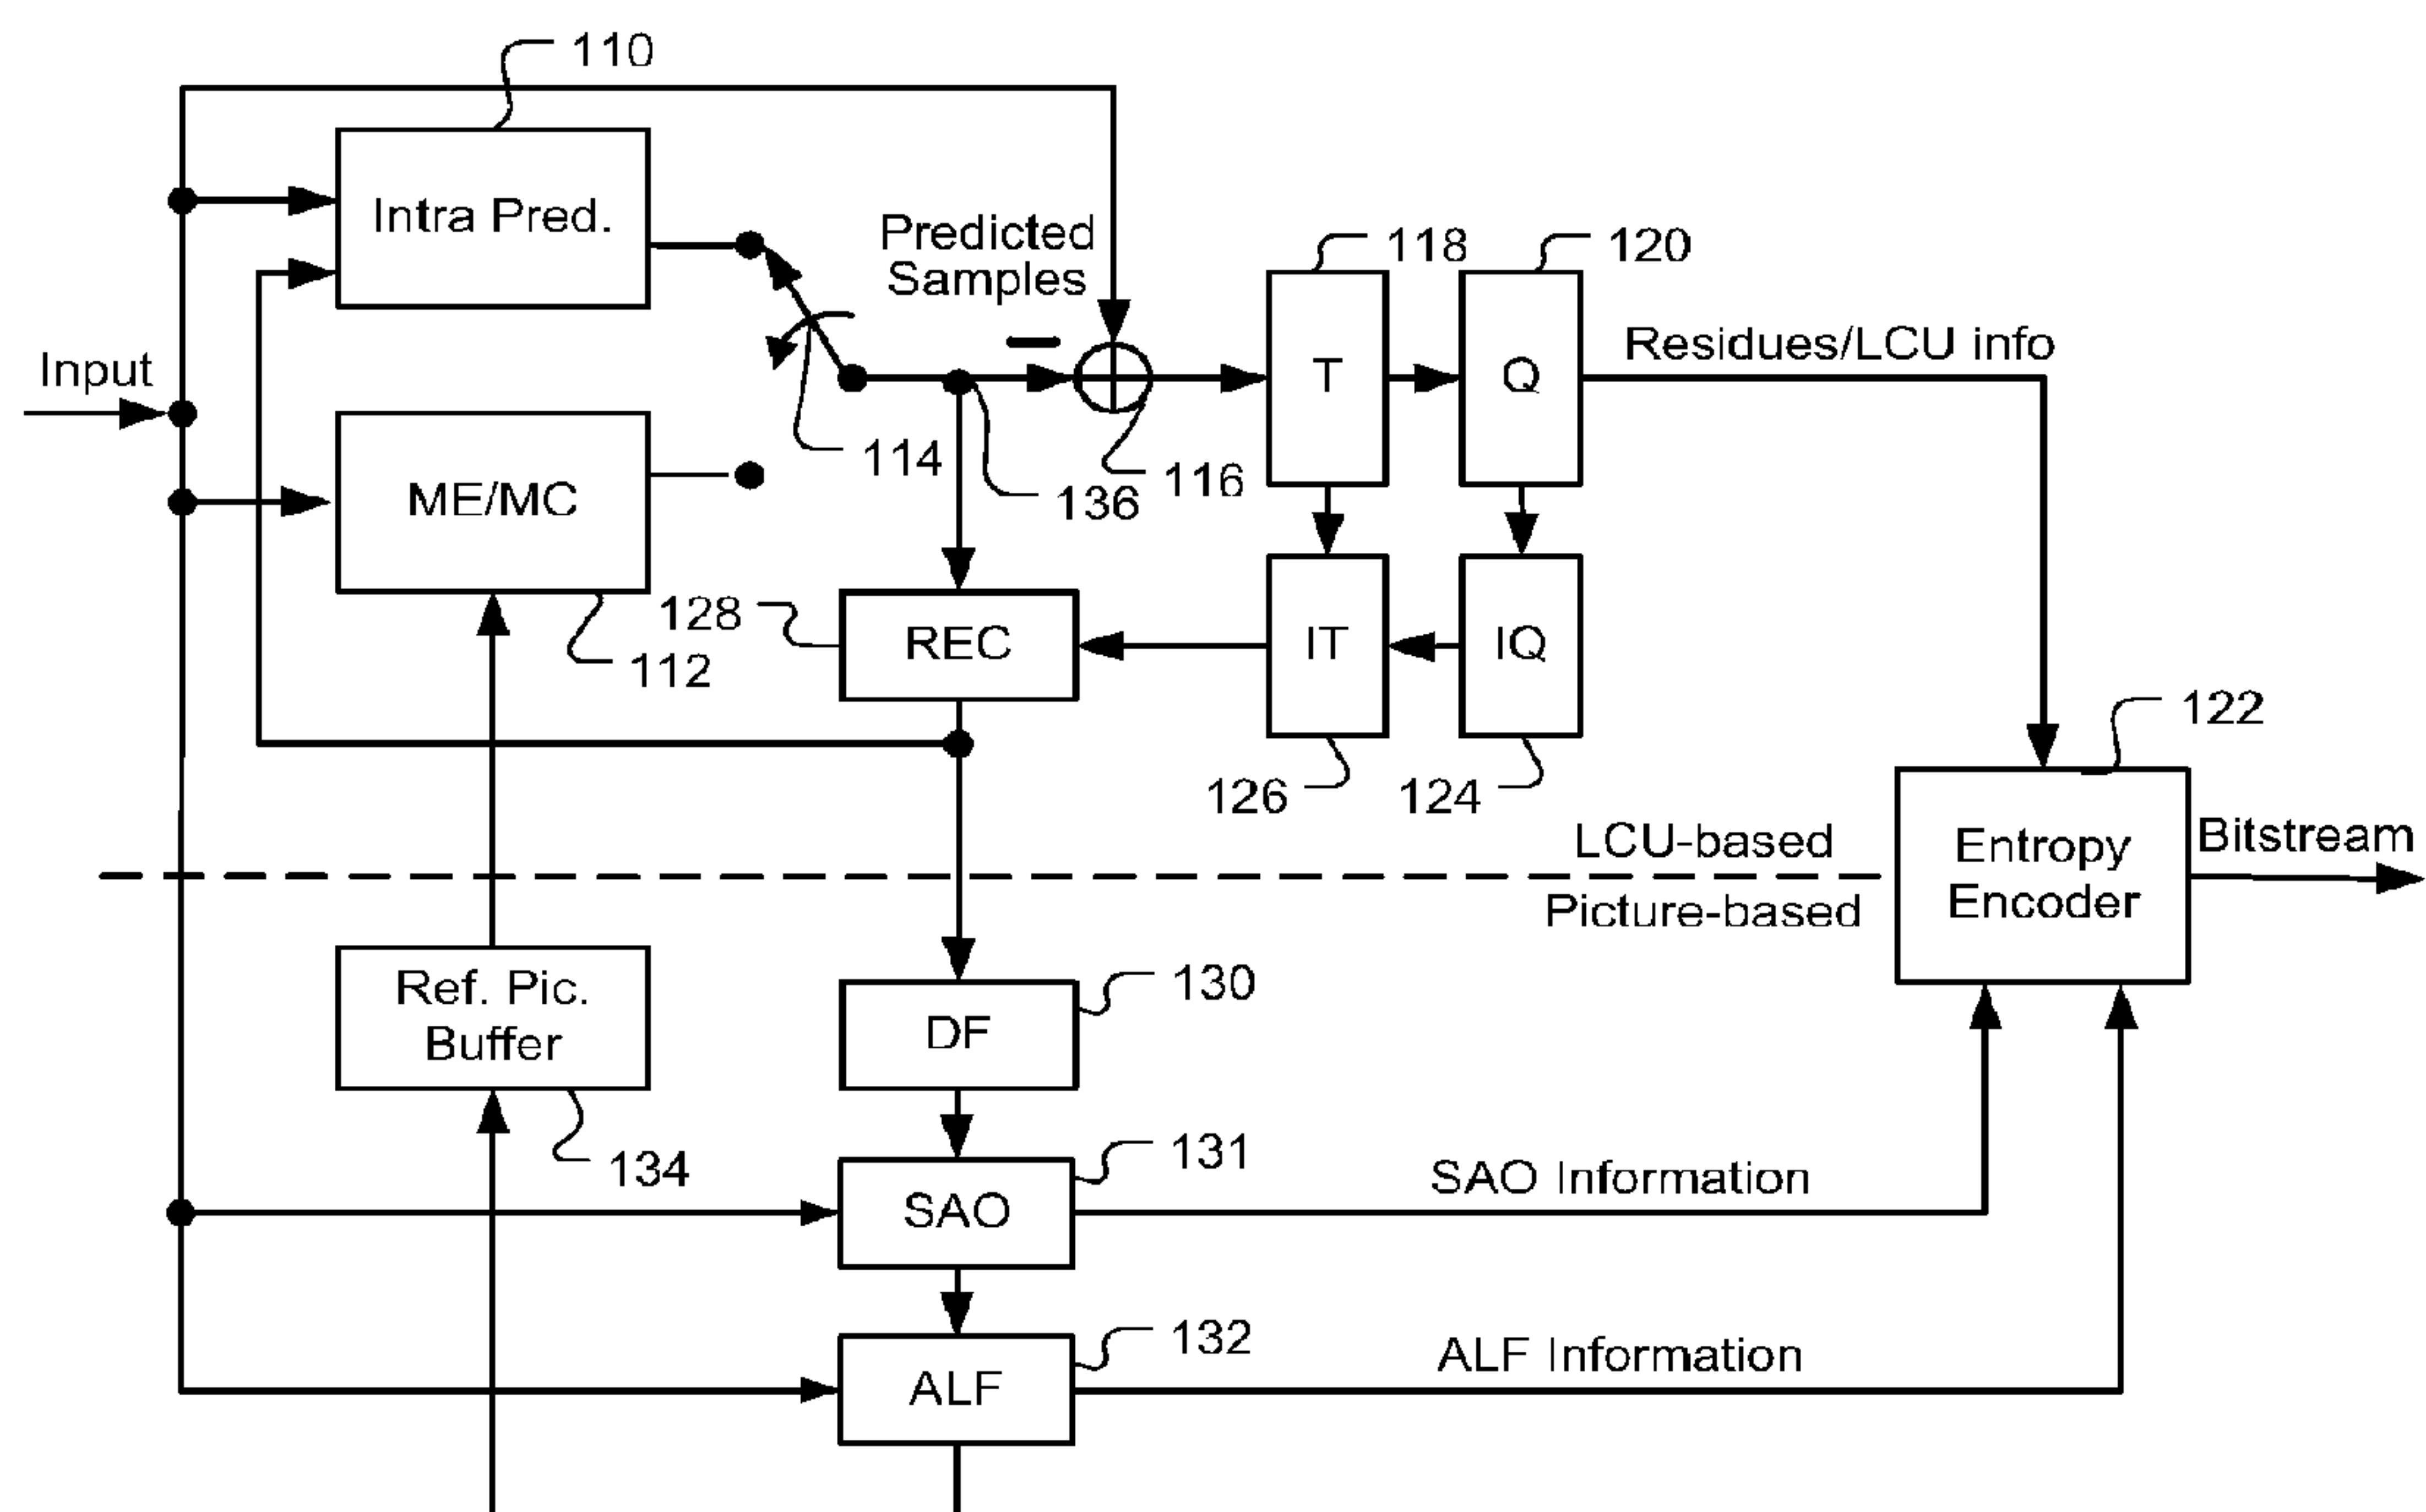 110
Intra Pred.
Predicted
Samples
118
120
Input
T
Q
Residues/LCU info
114
ME/MC
136
116
128
REC
IT
IQ
112
122
126
124
LCU-based
Entropy
Encoder
Bitstream
Picture-based
Ref. Pic.
Buffer
130
DF
134
131
SAO
SAO Information
132
ALF
ALF Information